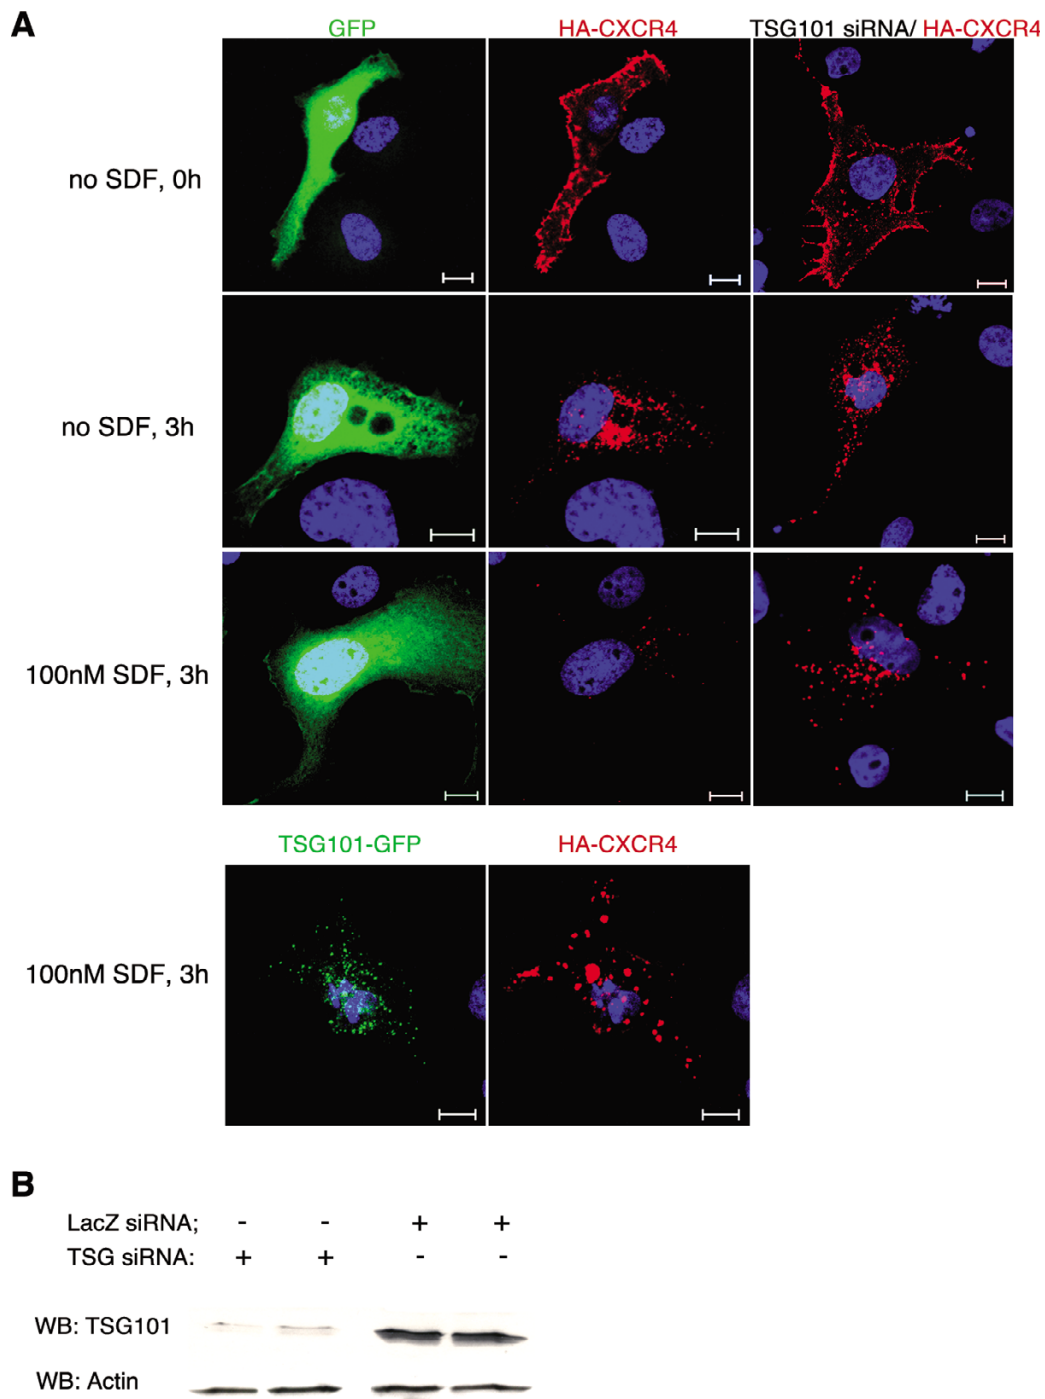 A
GFP HA-CXCR4 TSG101 siRNA/ HA-CXCR4
no SDF, 0h
no SDF, 3h
100nM SDF, 3h
TSG101-GFP HA-CXCR4
100nM SDF, 3h
B
LacZ siRNA; - - + +
TSG siRNA: + + - -
WB: TSG101
WB: Actin